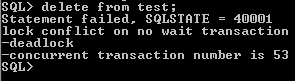 SQL> delete from test;
Statement failed, SQLSTATE = 40001
lock conflict on no wait transaction
-deadlock
-concurrent transaction number is 53
SQL>